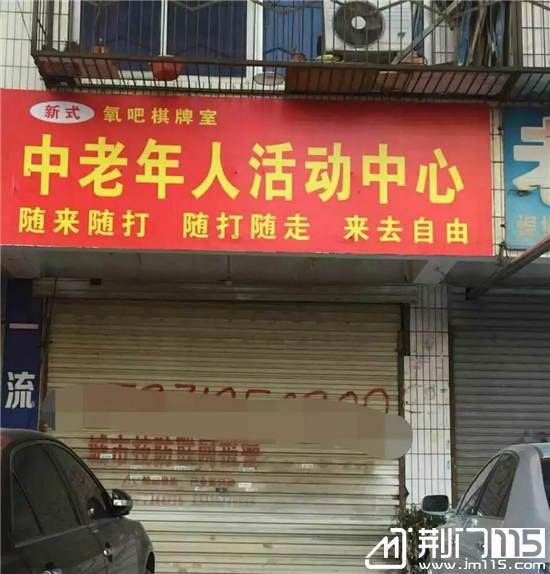 新式 氧吧棋牌室
中老年人活动中心
随来随打 随打随走 来去自由
老
流
荆门115
www.jm115.com